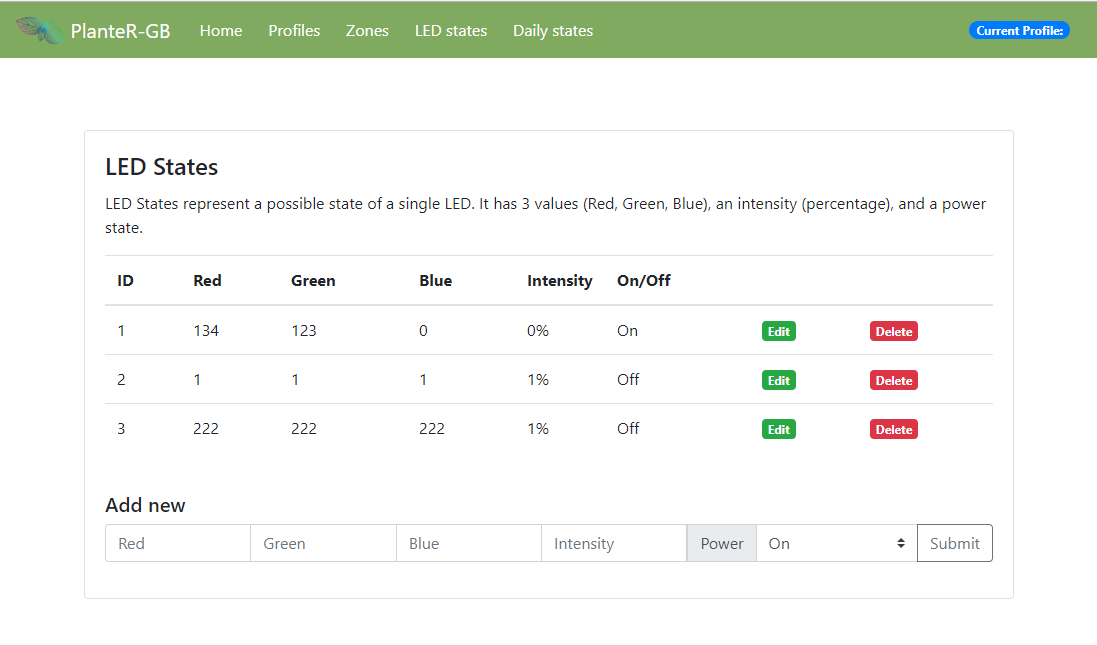 PlanteR-GB Home Profiles Zones LED states Daily states Current Profile:
LED States
LED States represent a possible state of a single LED. It has 3 values (Red, Green, Blue), an intensity (percentage), and a power
state.
ID Red Green Blue Intensity On/Off
1 134 123 0 0% On Edit Delete
2 1 1 1 1% Off Edit Delete
3 222 222 222 1% Off Edit Delete
Add new
Red Green Blue Intensity Power On Submit